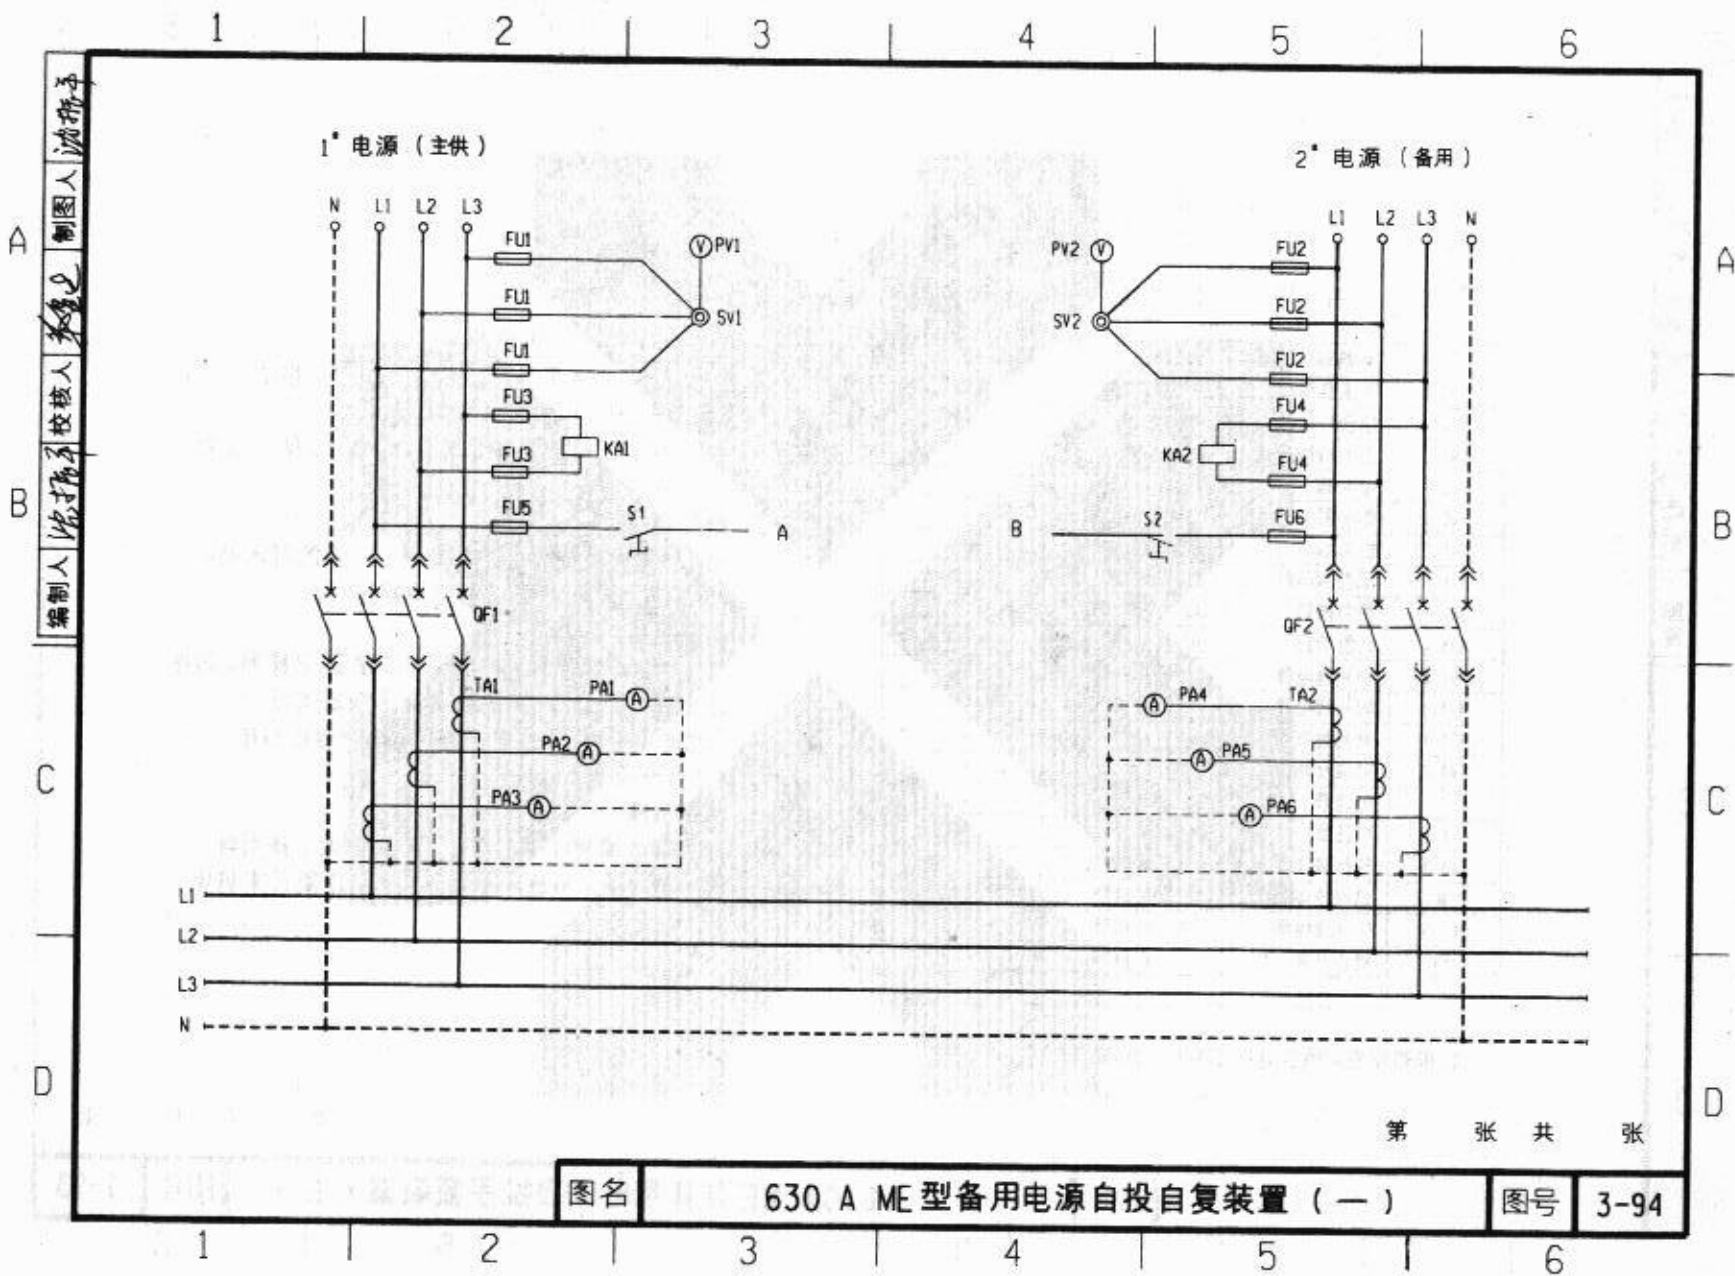 1 2 3 4 5 6
A A
B B
C C
D D
制图人
校核人
编制人
1# 电源 (主供)
2# 电源 (备用)
N L1 L2 L3
L1 L2 L3 N
FU1
PV1
V
FU1
SV1
FU1
FU3
KA1
FU3
FU5
S1
A
QF1
TA1
PA1
A
PA2
A
PA3
A
PV2
V
FU2
SV2
FU2
FU2
FU4
KA2
FU4
B
S2
FU6
QF2
PA4
A
TA2
PA5
A
PA6
A
L1
L2
L3
N
第 张 共 张
图名 630 A ME型备用电源自投自复装置 (一) 图号 3-94
1 2 3 4 5 6